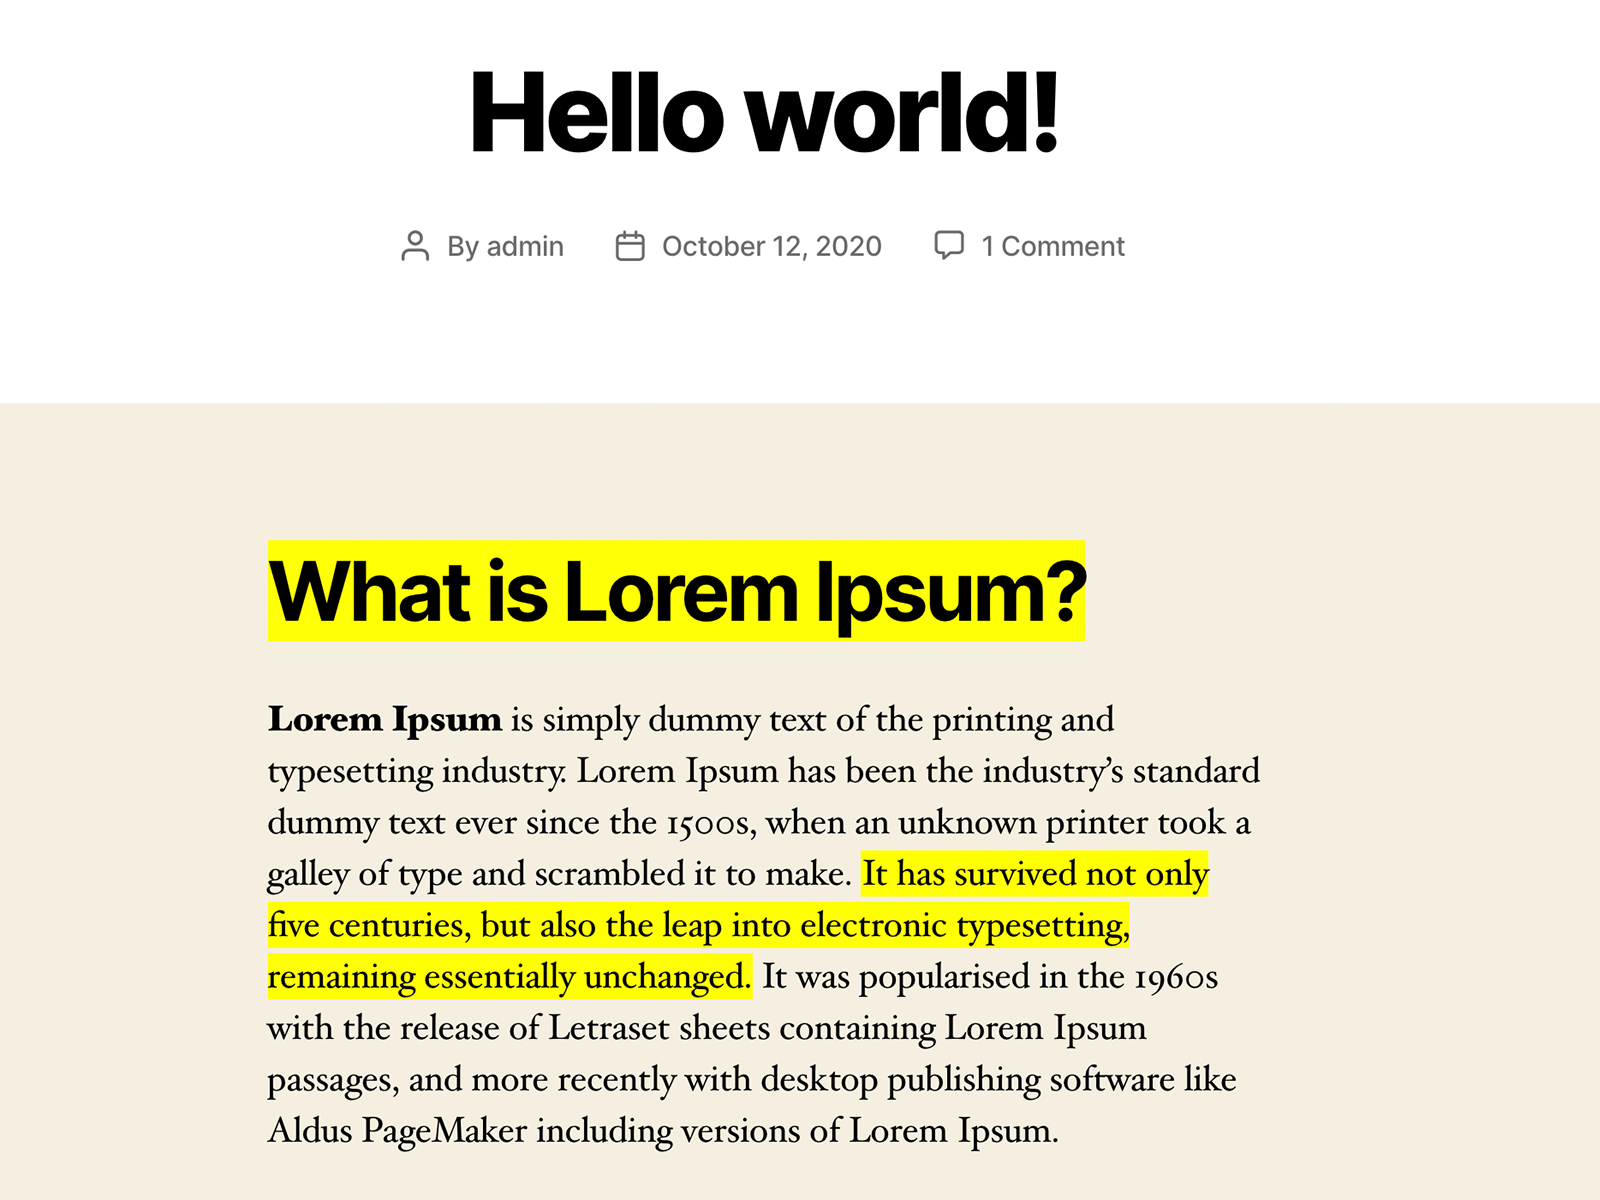 Hello world!
By admin October 12, 2020 1 Comment
What is Lorem Ipsum?
Lorem Ipsum is simply dummy text of the printing and
typesetting industry. Lorem Ipsum has been the industry’s standard
dummy text ever since the 1500s, when an unknown printer took a
galley of type and scrambled it to make. It has survived not only
five centuries, but also the leap into electronic typesetting,
remaining essentially unchanged. It was popularised in the 1960s
with the release of Letraset sheets containing Lorem Ipsum
passages, and more recently with desktop publishing software like
Aldus PageMaker including versions of Lorem Ipsum.